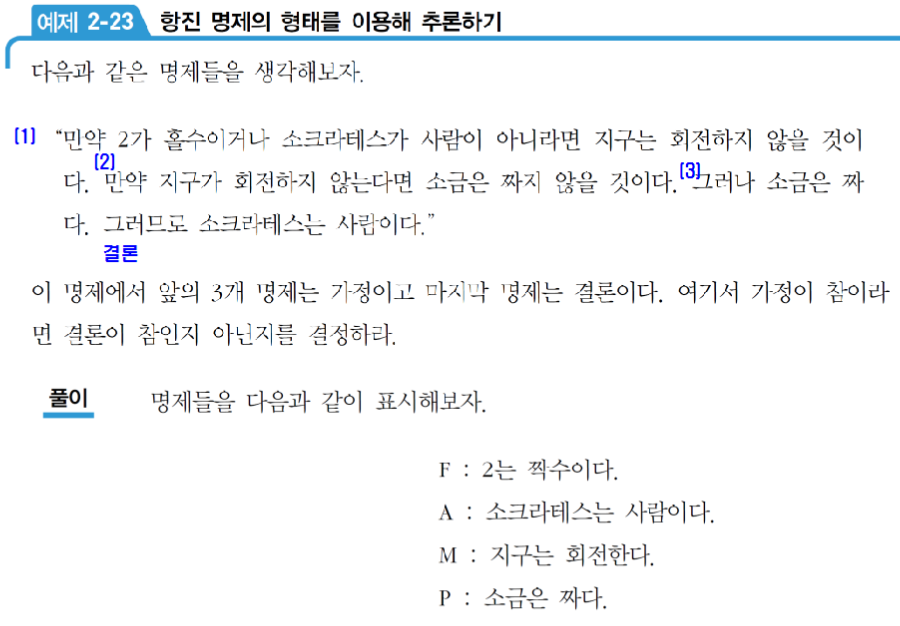 예제 2-23 항진 명제의 형태를 이용해 추론하기
다음과 같은 명제들을 생각해보자.
(1) “만약 2가 홀수이거나 소크라테스가 사람이 아니라면 지구는 회전하지 않을 것이
다. (2) 만약 지구가 회전하지 않는다면 소금은 짜지 않을 것이다. (3) 그러나 소금은 짜
다. 그러므로 소크라테스는 사람이다.”
결론
이 명제에서 앞의 3개 명제는 가정이고 마지막 명제는 결론이다. 여기서 가정이 참이라
면 결론이 참인지 아닌지를 결정하라.
풀이 명제들을 다음과 같이 표시해보자.
F : 2는 짝수이다.
A : 소크라테스는 사람이다.
M : 지구는 회전한다.
P : 소금은 짜다.